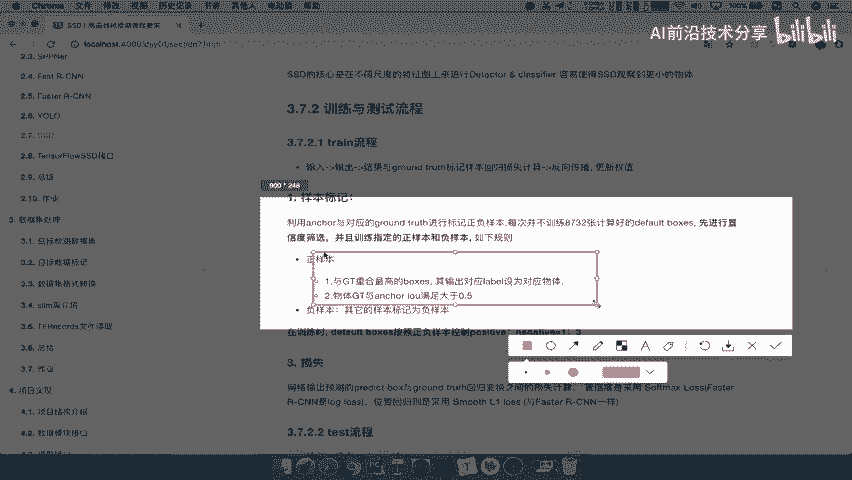 Chrome 文件 修改 视图 历史记录 书签
AI前沿技术分享 bilibili
2.3. SPPNet
2.4. Fast R-CNN
2.5. Faster R-CNN
2.6. YOLO
2.7. SSD
2.8. TensorFlowSSD接口
2.9. 总结
2.10. 作业
3. 数据集处理
3.1. 目标检测数据集
3.2. 目标数据标记
3.3. 数据集格式转换
3.4. slim库介绍
3.5. TFRecords文件读取
3.6. 总结
3.7. 作业
4. 项目实现
4.1. 项目结构介绍
4.2. 数据模块接口
SSD的核心是在不同尺度的特征图上来进行Detector & classifier 容易使得SSD观察到更小的物体
3.7.2 训练与测试流程
3.7.2.1 train流程
输入->输出->结果与ground truth标记样本回归损失计算->反向传播, 更新权值
900 * 248
1, 样本标记:
利用anchor与对应的ground truth进行标记正负样本,每次并不训练8732张计算好的default boxes, 先进行置
信度筛选，并且训练指定的正样本和负样本, 如下规则
正样本
1.与GT重合最高的boxes, 其输出对应label设为对应物体.
2.物体GT与anchor iou满足大于0.5
负样本：其它的样本标记为负样本
在训练时, default boxes按照正负样本控制positive：negative=1：3
3, 损失
网络输出预测的predict box与ground truth回归变换之间的损失计算，置信度是采用 Softmax Loss(Faster
R-CNN是log loss)，位置回归则是采用 Smooth L1 loss (与Faster R-CNN一样)
3.7.2.2 test流程